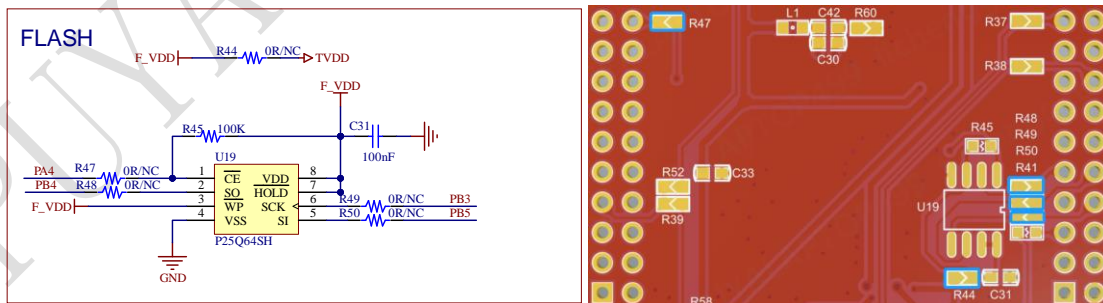 PUYA
FLASH
F_VDD
R44
0R/NC
TVDD
F_VDD
R45
100K
C31
100nF
U19
PA4
R47
0R/NC
1
CE
VDD
8
PB4
R48
0R/NC
2
SO
HOLD
7
F_VDD
3
WP
SCK
6
R49
0R/NC
PB3
4
VSS
SI
5
R50
0R/NC
PB5
P25Q64SH
GND
R47
L1
C42
R60
C30
R37
R38
R45
R48
R49
R50
R41
R52
C33
R39
U19
R44
C31
R58